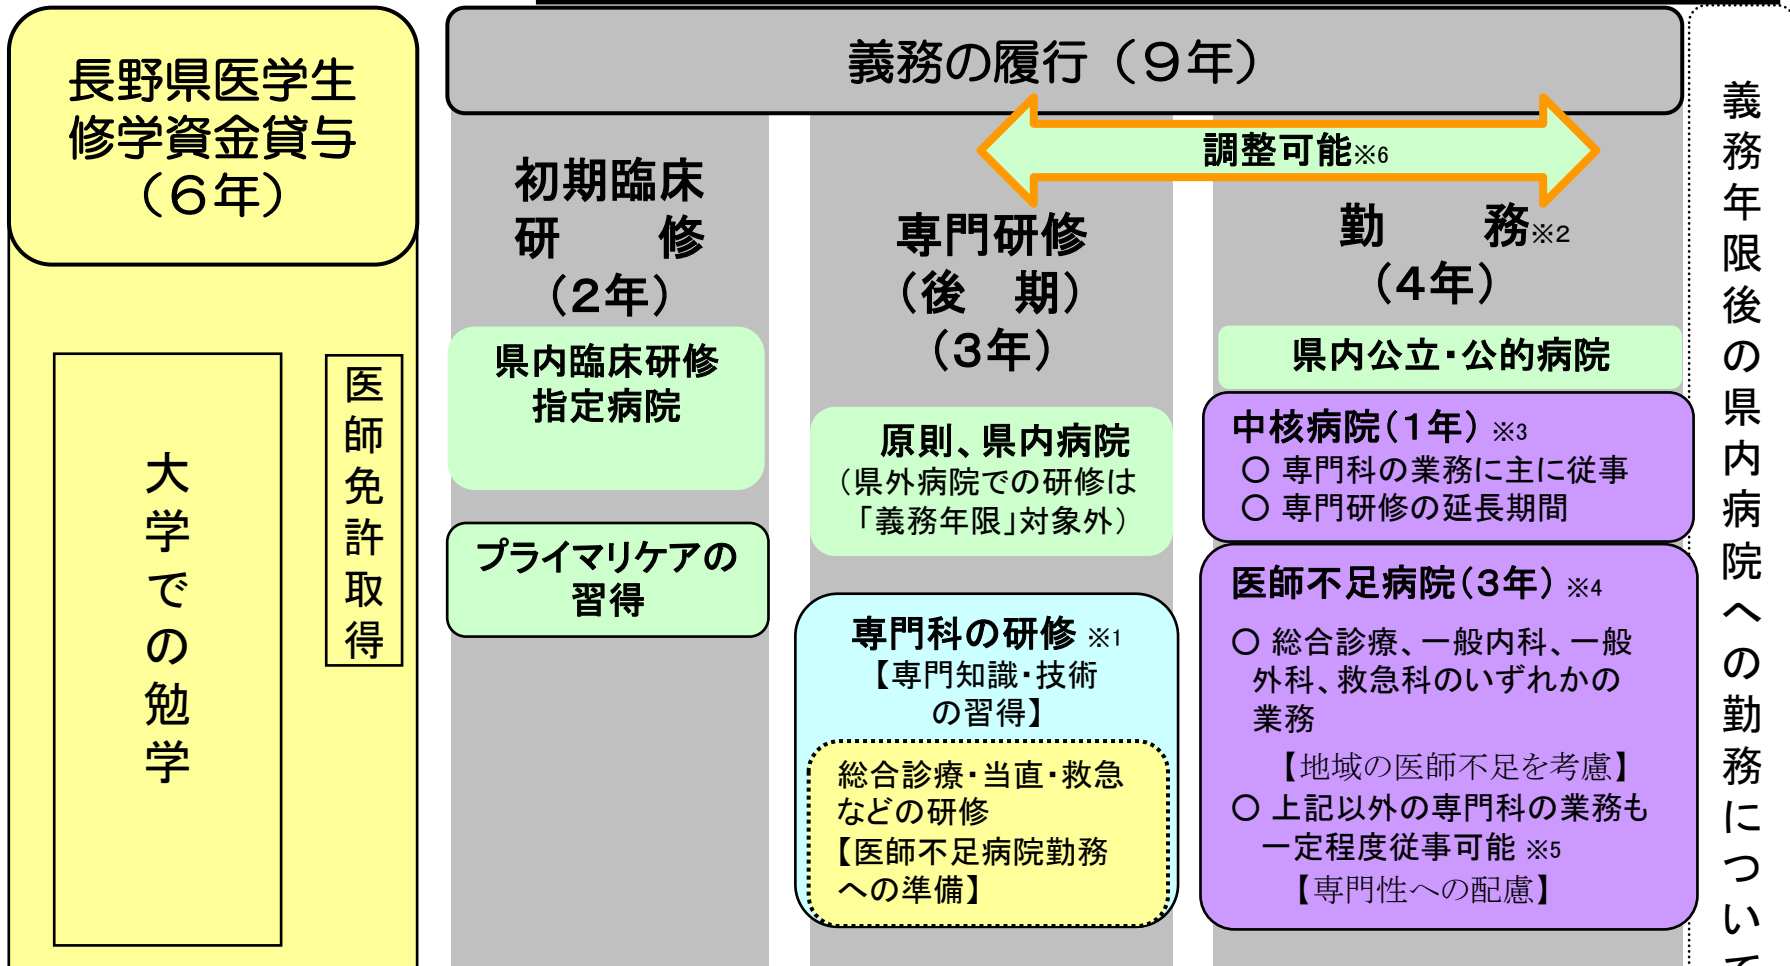 長野県医学生
修学資金貸与
（６年）
大学での勉学
医師免許取得
義務の履行（９年）
調整可能※6
初期臨床
研　　修
（2年）
県内臨床研修
指定病院
プライマリケアの
習得
専門研修
（後　期）
（3年）
原則、県内病院
（県外病院での研修は
「義務年限」対象外）
専門科の研修 ※1
【専門知識・技術
の習得】
総合診療・当直・救急
などの研修
【医師不足病院勤務
への準備】
勤　　務※2
（4年）
県内公立・公的病院
中核病院（1年） ※3
○ 専門科の業務に主に従事
○ 専門研修の延長期間
医師不足病院（3年） ※4
○ 総合診療、一般内科、一般
外科、救急科のいずれかの
業務
【地域の医師不足を考慮】
○ 上記以外の専門科の業務も
一定程度従事可能 ※5
【専門性への配慮】
義務年限後の県内病院への勤務について